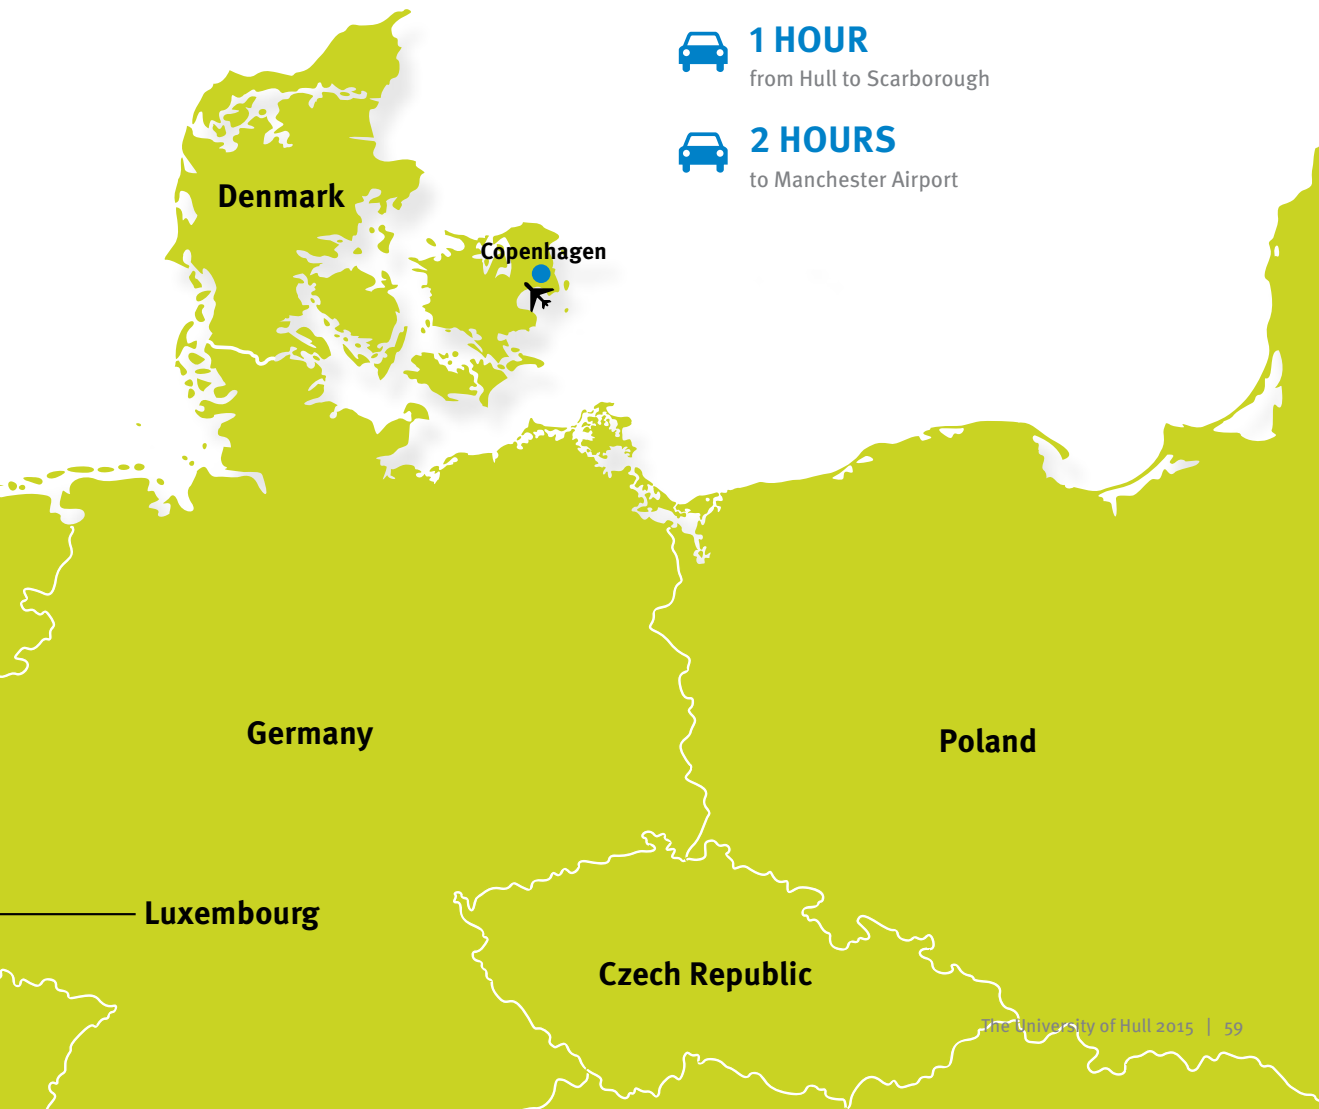 1 HOUR
from Hull to Scarborough
2 HOURS
to Manchester Airport
Denmark
Copenhagen
Germany
Poland
Luxembourg
Czech Republic
The University of Hull 2015 | 59